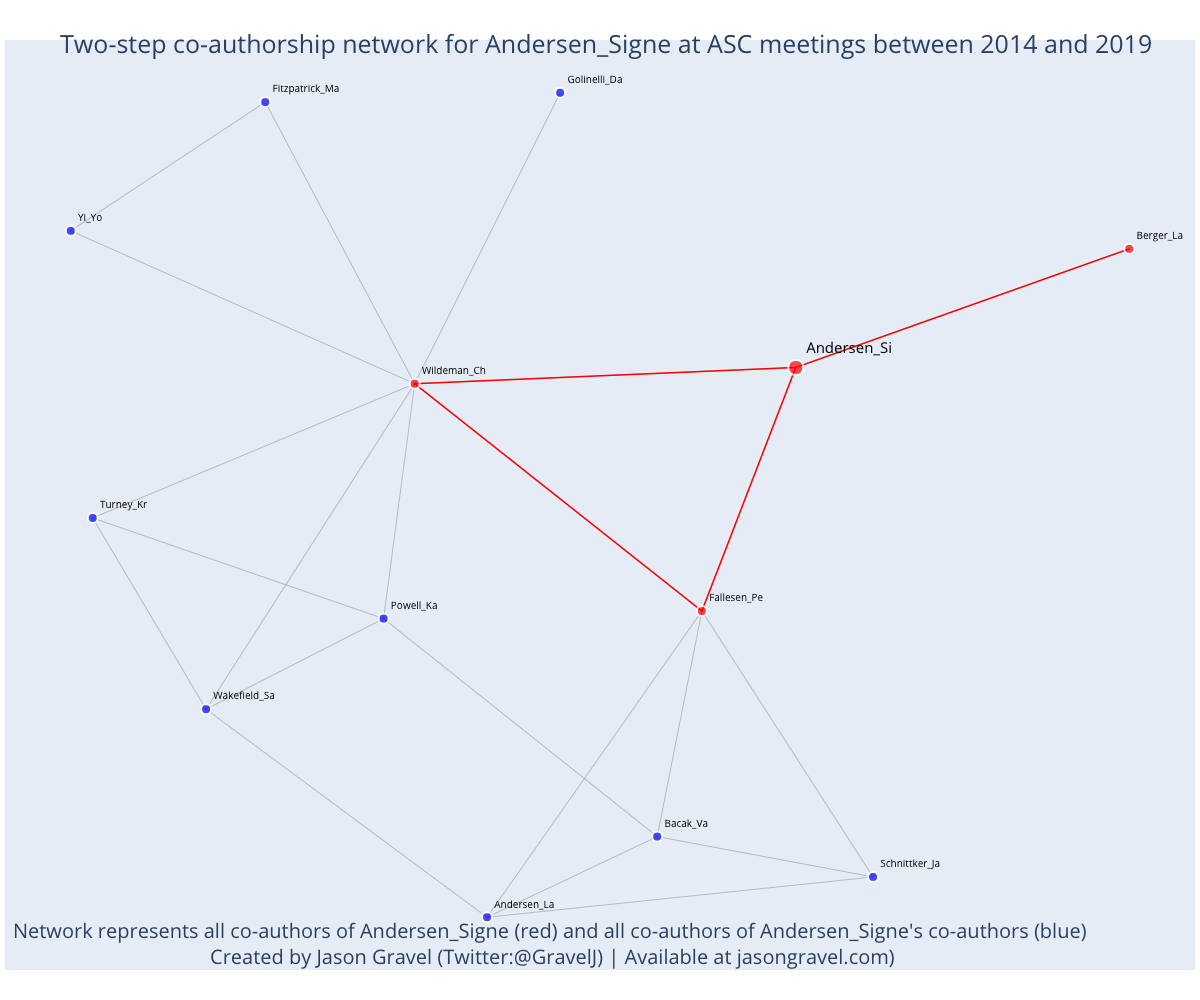 Two-step co-authorship network for Andersen_Signe at ASC meetings between 2014 and 2019
Golinelli_Da
Fitzpatrick_Ma
Yi_Yo
Berger_La
Andersen_Si
Wildeman_Ch
Turney_Kr
Fallesen_Pe
Powell_Ka
Wakefield_Sa
Bacak_Va
Schnittker_Ja
Andersen_La
Network represents all co-authors of Andersen_Signe (red) and all co-authors of Andersen_Signe's co-authors (blue)
Created by Jason Gravel (Twitter:@GravelJ) | Available at jasongravel.com)